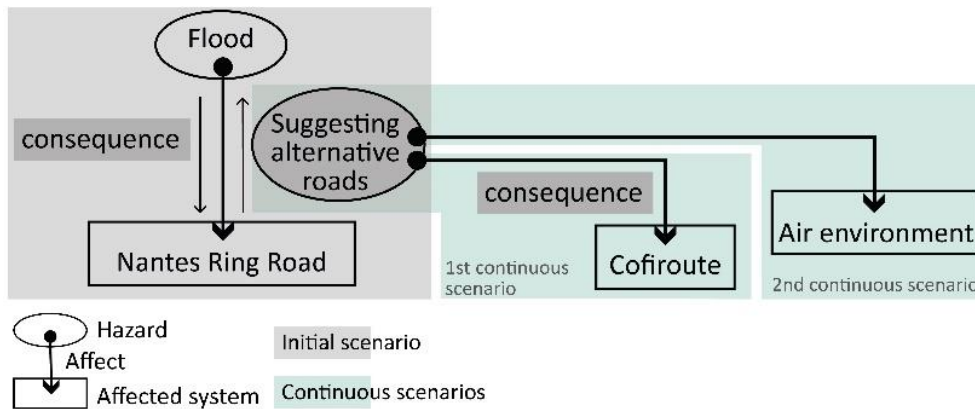 Flood
consequence
Suggesting
alternative
roads
Nantes Ring Road
consequence
Cofiroute
1st continuous
scenario
Air environment
2nd continuous scenario
Hazard
Affect
Affected system
Initial scenario
Continuous scenarios